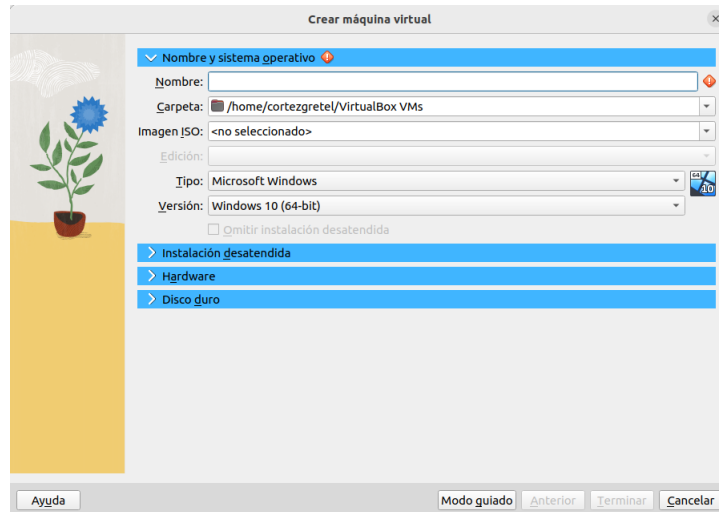 Crear máquina virtual
Nombre y sistema operativo
Nombre:
Carpeta: /home/cortezgretel/VirtualBox VMs
Imagen ISO: <no seleccionado>
Edición:
Tipo: Microsoft Windows
64
10
Versión: Windows 10 (64-bit)
Omitir instalación desatendida
Instalación desatendida
Hardware
Disco duro
Ayuda Modo guiado Anterior Terminar Cancelar